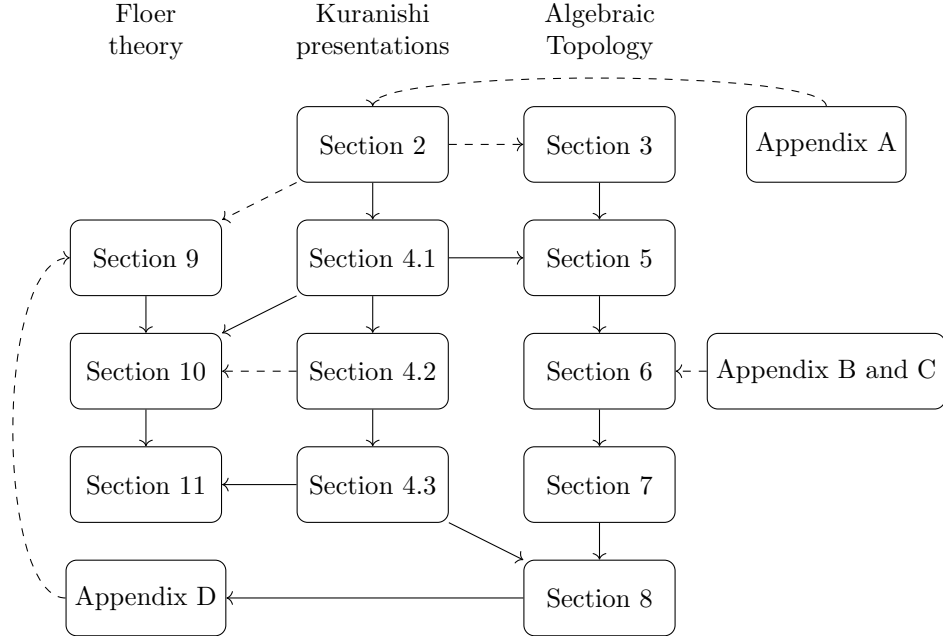 Floer
theory
Kuranishi
presentations
Algebraic
Topology
Section 2
Section 3
Appendix A
Section 9
Section 4.1
Section 5
Section 10
Section 4.2
Section 6
Appendix B and C
Section 11
Section 4.3
Section 7
Appendix D
Section 8